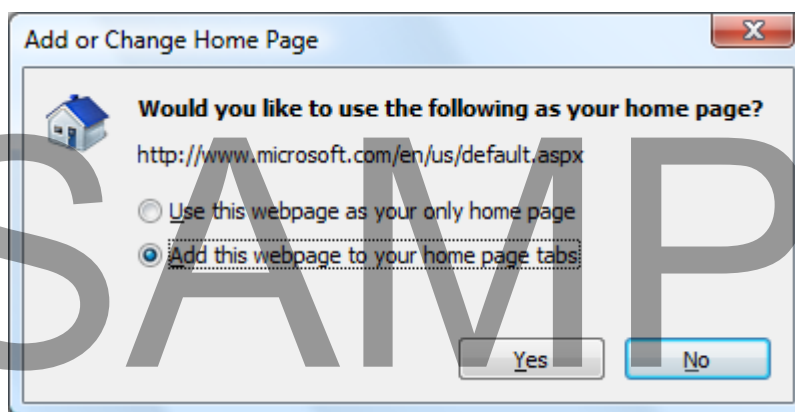 Add or Change Home Page
Would you like to use the following as your home page?
http://www.microsoft.com/en/us/default.aspx
Use this webpage as your only home page
Add this webpage to your home page tabs
Yes No
SAMP